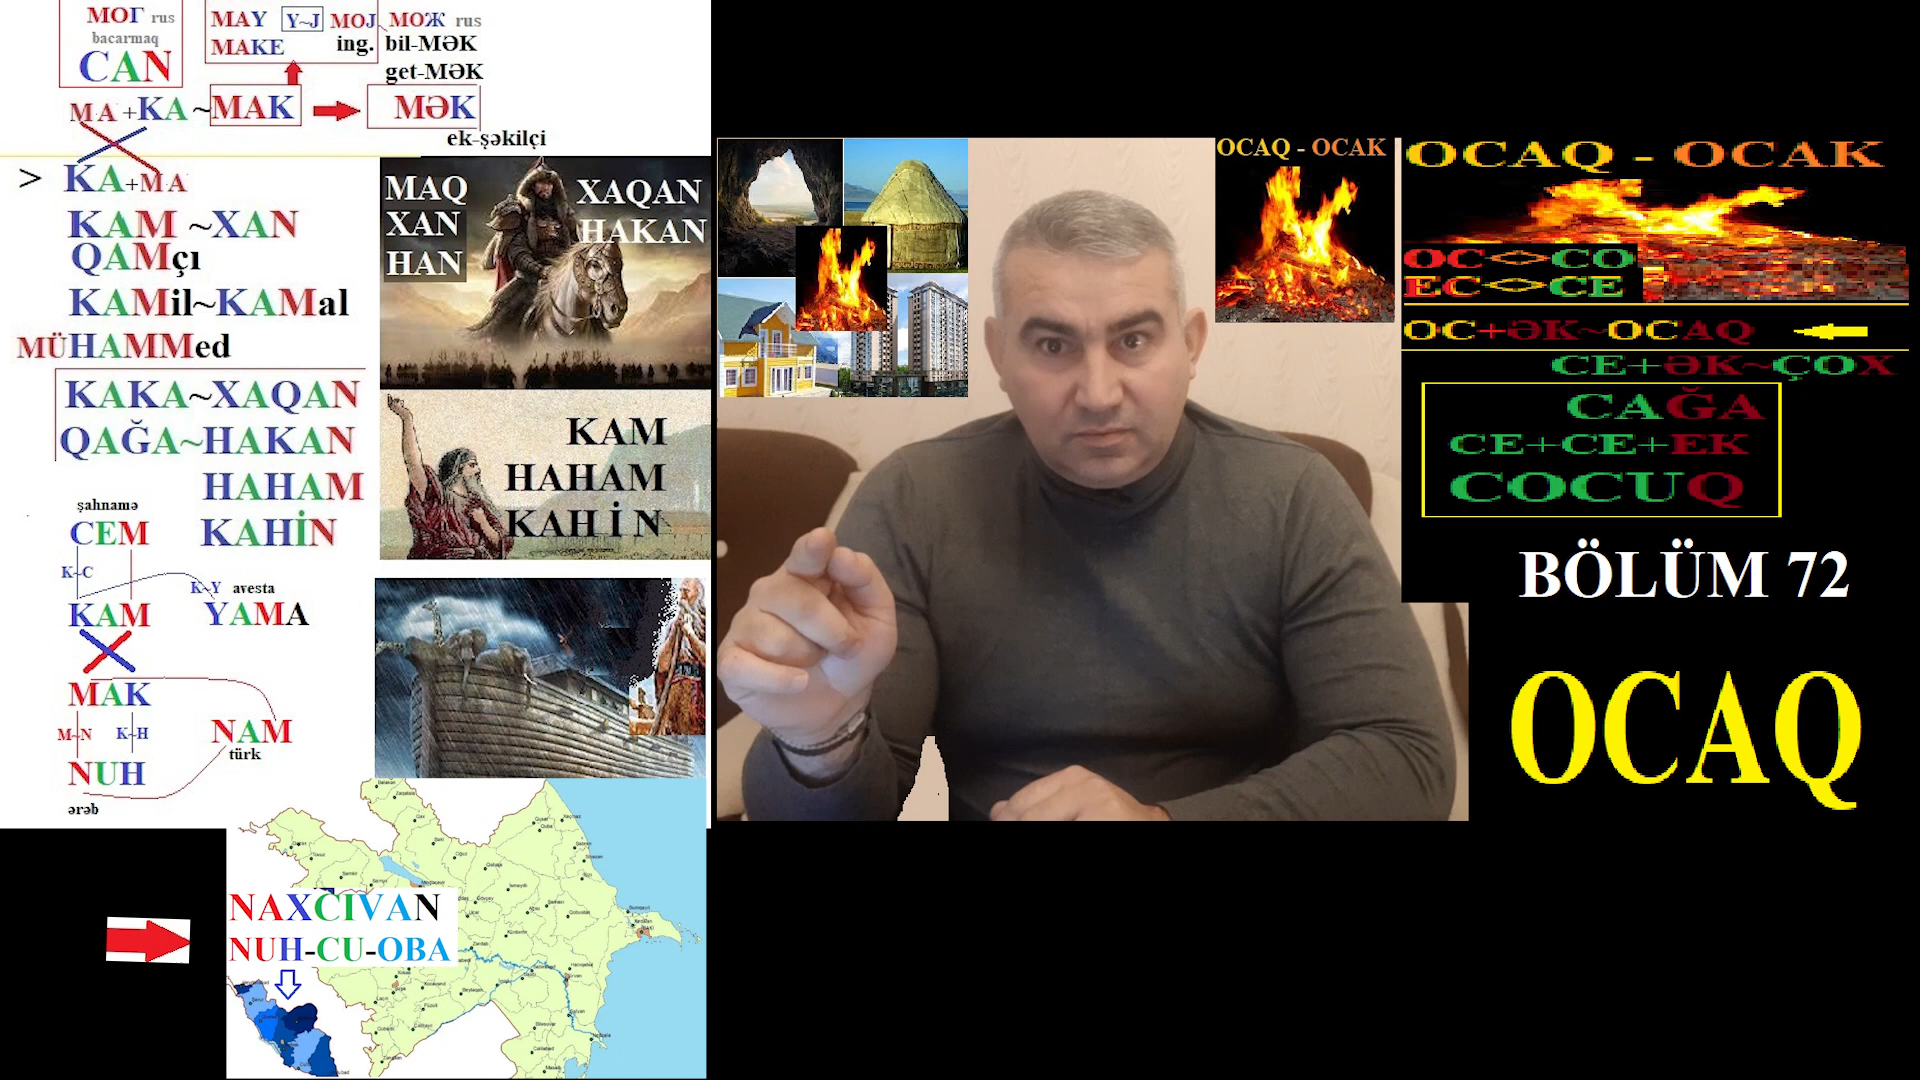 МОГ rus
bacarmaq
CAN
MAY Y~J MOJ
MAKE ing.
МОЖ rus
bil-MƏK
get-MƏK
MA+KA ~MAK
MƏK
ek-şəkilçi
> KA+MA
KAM ~XAN
QAMçı
KAMil~KAMal
MÜHAMMed
KAKA~XAQAN
QAĞA~HAKAN
HAHAM
KAHİN
şahnamə
CEM
K~C
K~Y avesta
KAM
YAMA
MAK
M~N K~H
NAM
türk
NUH
ərəb
MAQ
XAN
HAN
XAQAN
HAKAN
KAM
HAHAM
KAHİN
NAXCIVAN
NUH-CU-OBA
OCAQ - OCAK
OCAQ - OCAK
OC<>CO
EC<>CE
OC+ƏK~OCAQ
CE+ƏK~ÇOX
CAĞA
CE+CE+EK
COCUQ
BÖLÜM 72
OCAQ